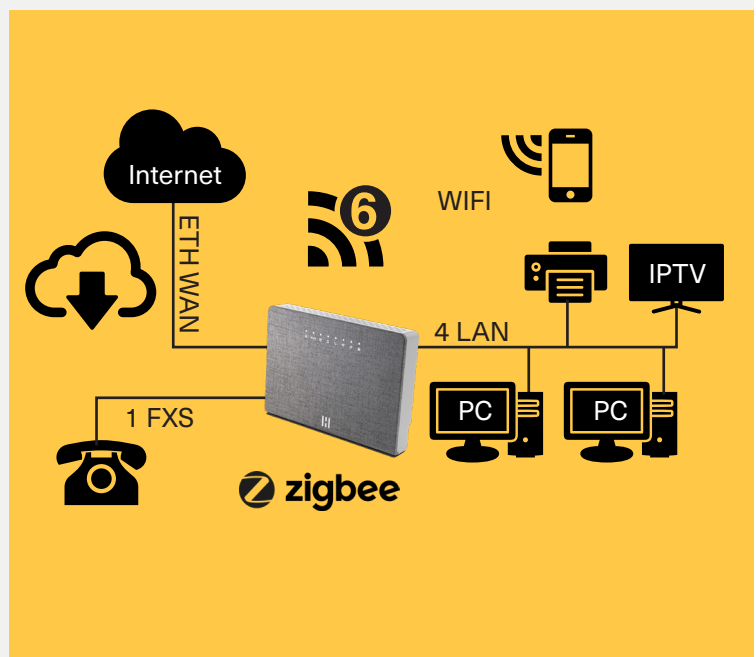 Internet
6
WIFI
ETH WAN
IPTV
4 LAN
PC
PC
1 FXS
zigbee